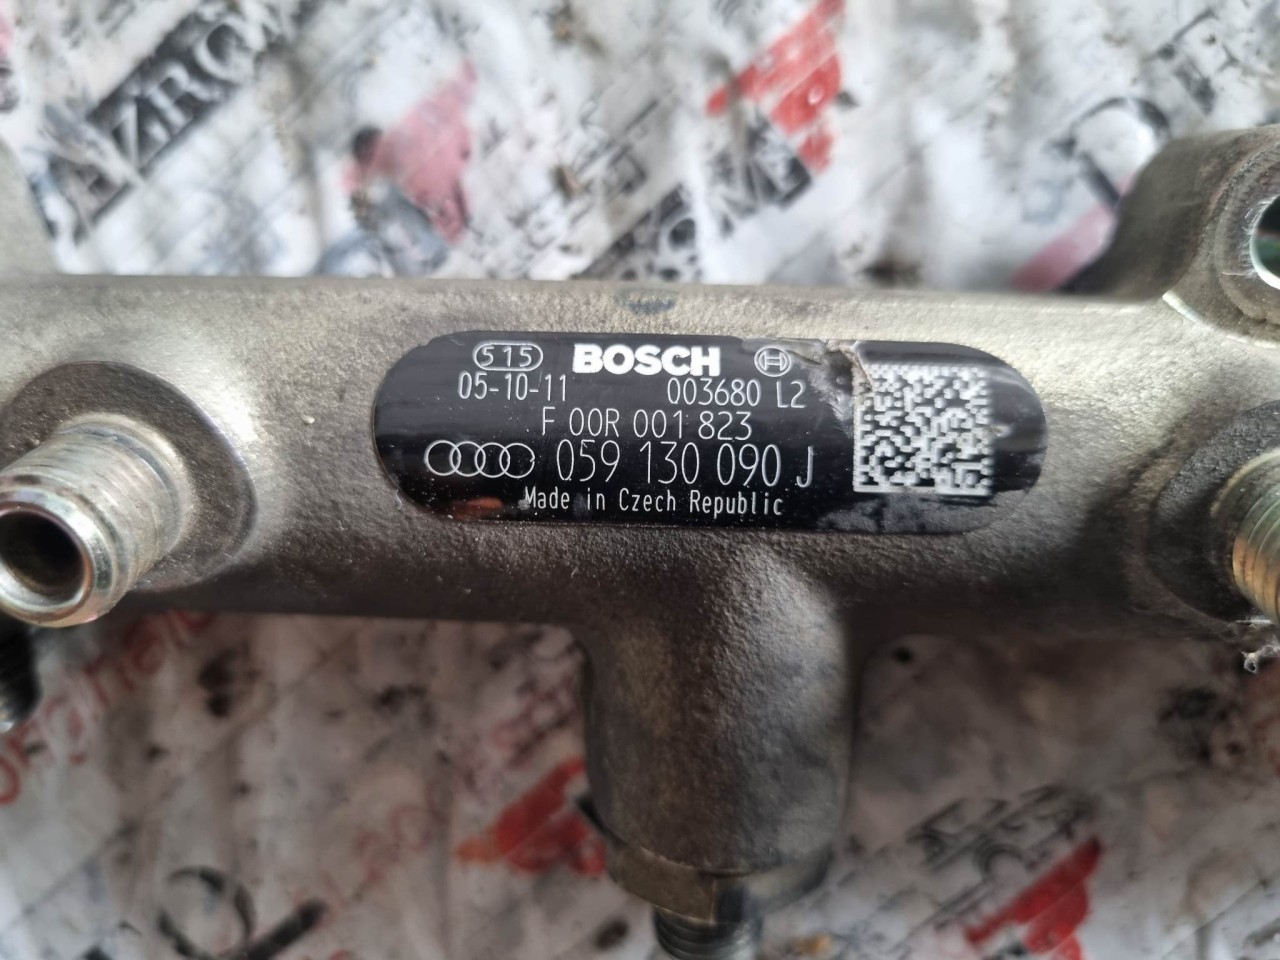 515 BOSCH
05-10-11 003680 L2
F 00R 001 823
059 130 090 J
Made in Czech Republic